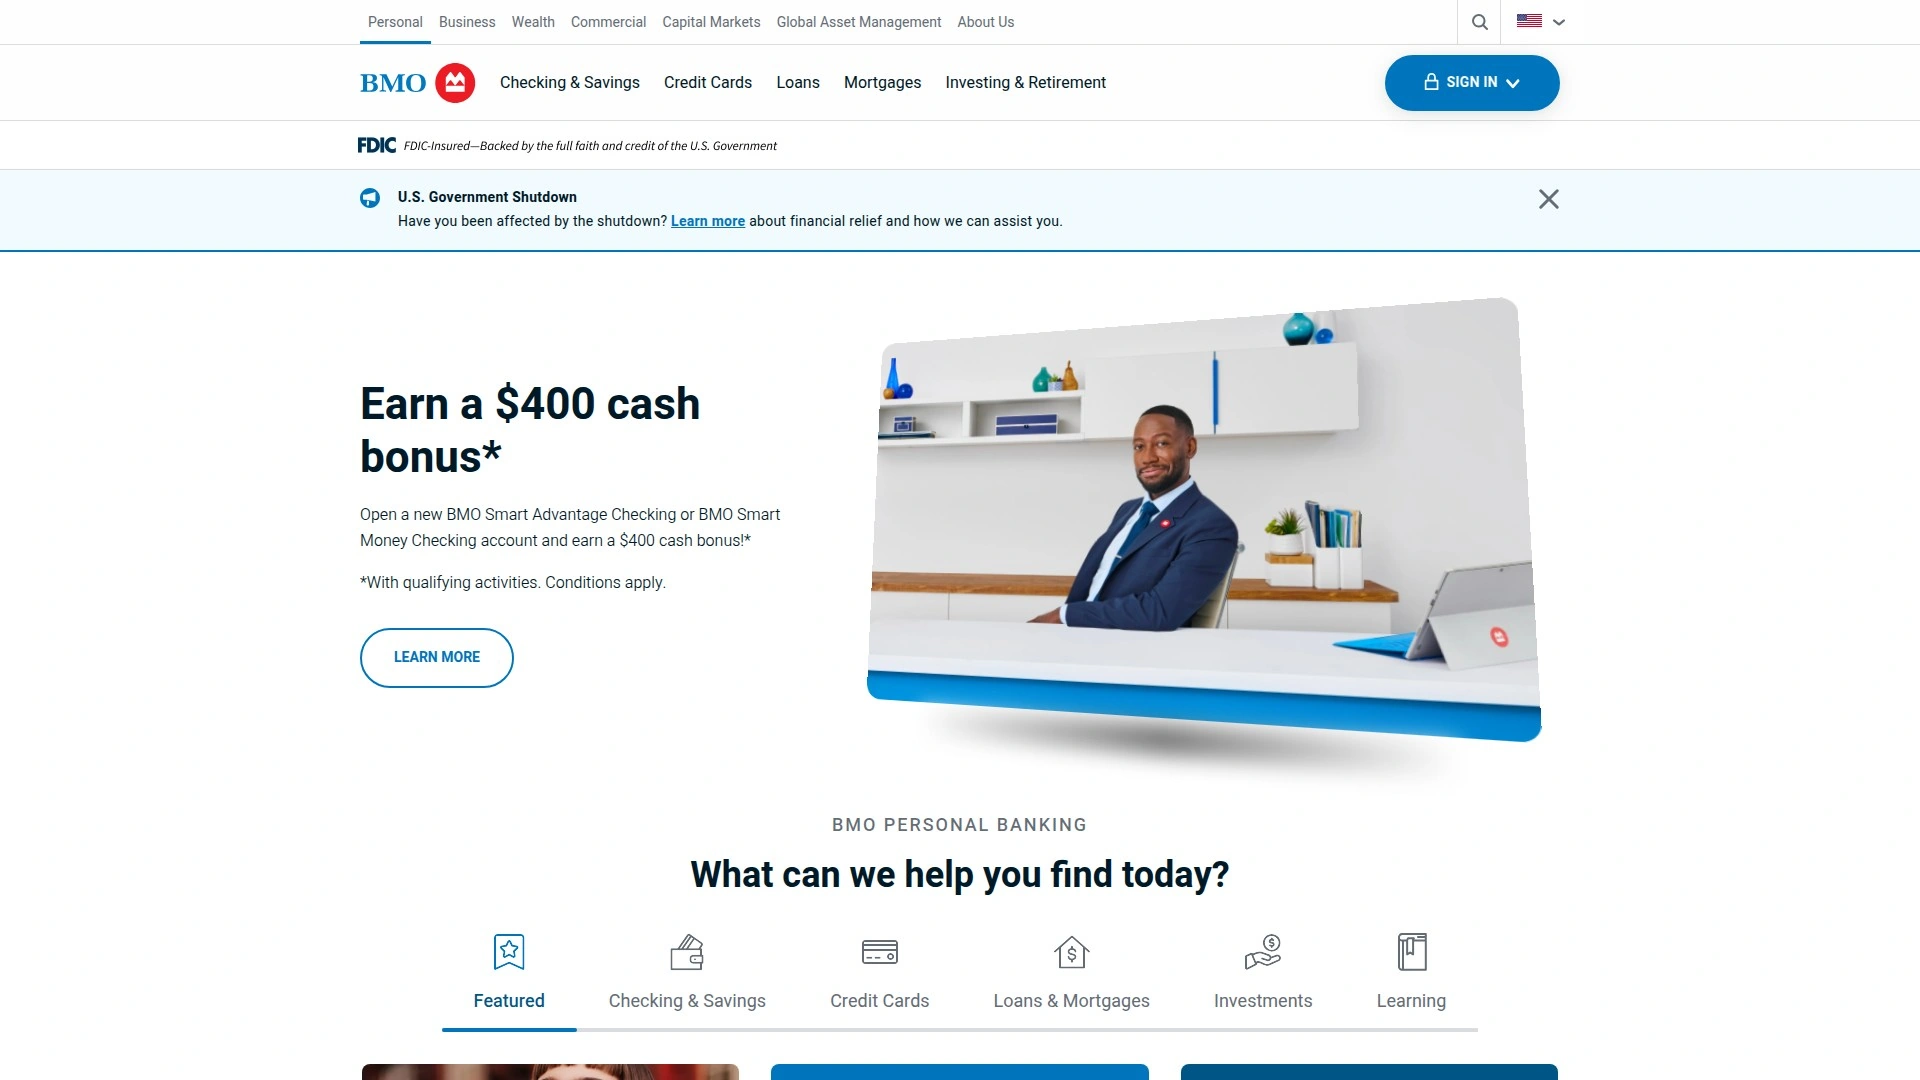 Personal Business Wealth Commercial Capital Markets Global Asset Management About Us
BMO Checking & Savings Credit Cards Loans Mortgages Investing & Retirement SIGN IN
FDIC FDIC-Insured—Backed by the full faith and credit of the U.S. Government
U.S. Government Shutdown
Have you been affected by the shutdown? Learn more about financial relief and how we can assist you.
Earn a $400 cash
bonus*
Open a new BMO Smart Advantage Checking or BMO Smart
Money Checking account and earn a $400 cash bonus!*
*With qualifying activities. Conditions apply.
LEARN MORE
BMO PERSONAL BANKING
What can we help you find today?
Featured Checking & Savings Credit Cards Loans & Mortgages Investments Learning